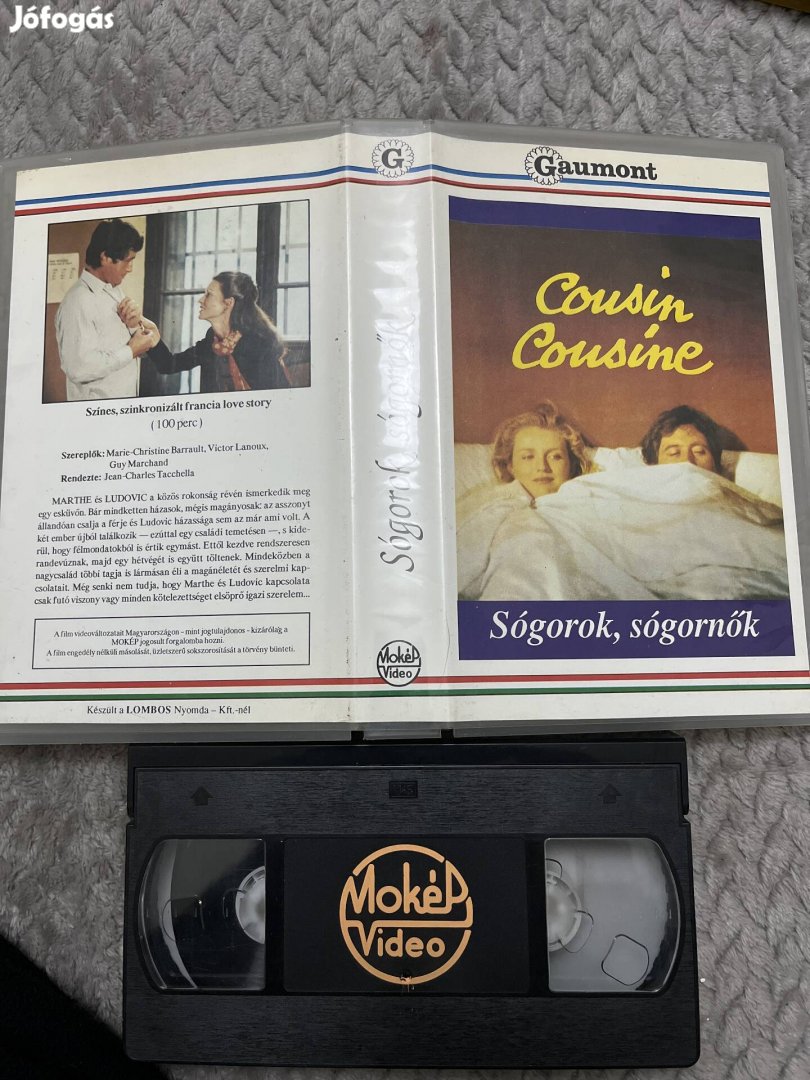 Jófogás
Színes, szinkronizált francia love story
(100 perc)
Szereplők: Marie-Christine Barrault, Victor Lanoux,
Guy Marchand
Rendezte: Jean-Charles Tacchella
MARTHE és LUDOVIC a közös rokonság révén ismerkedik meg
egy esküvőn. Bár mindketten házasok, mégis magányosak: az asszonyt
állandóan csalja a férje és Ludovic házassága sem az már ami volt. A
két ember újból találkozik — ezúttal egy családi temetésen —, s kide-
rül, hogy félmondatokból is értik egymást. Ettől kezdve rendszeresen
randevúznak, majd egy hétvégét is együtt töltenek. Mindeközben a
nagycsalád többi tagja is lármásan éli a magánéletét és szerelmi kap-
csolatait. Még senki nem tudja, hogy Marthe és Ludovic kapcsolata
csak futó viszony vagy minden kötelezettséget elsöprő igazi szerelem...
A film videováltozatait Magyarországon - mint jogtulajdonos - kizárólag a
MOKÉP jogosult forgalomba hozni.
A film engedély nélküli másolását, üzletszerű sokszorosítását a törvény bünteti.
Készült a LOMBOS Nyomda – Kft.-nél
G
Sógorok, sógornők
MokéP
Video
Gaumont
Cousin
Cousine
Sógorok, sógornők
MokéP
Video